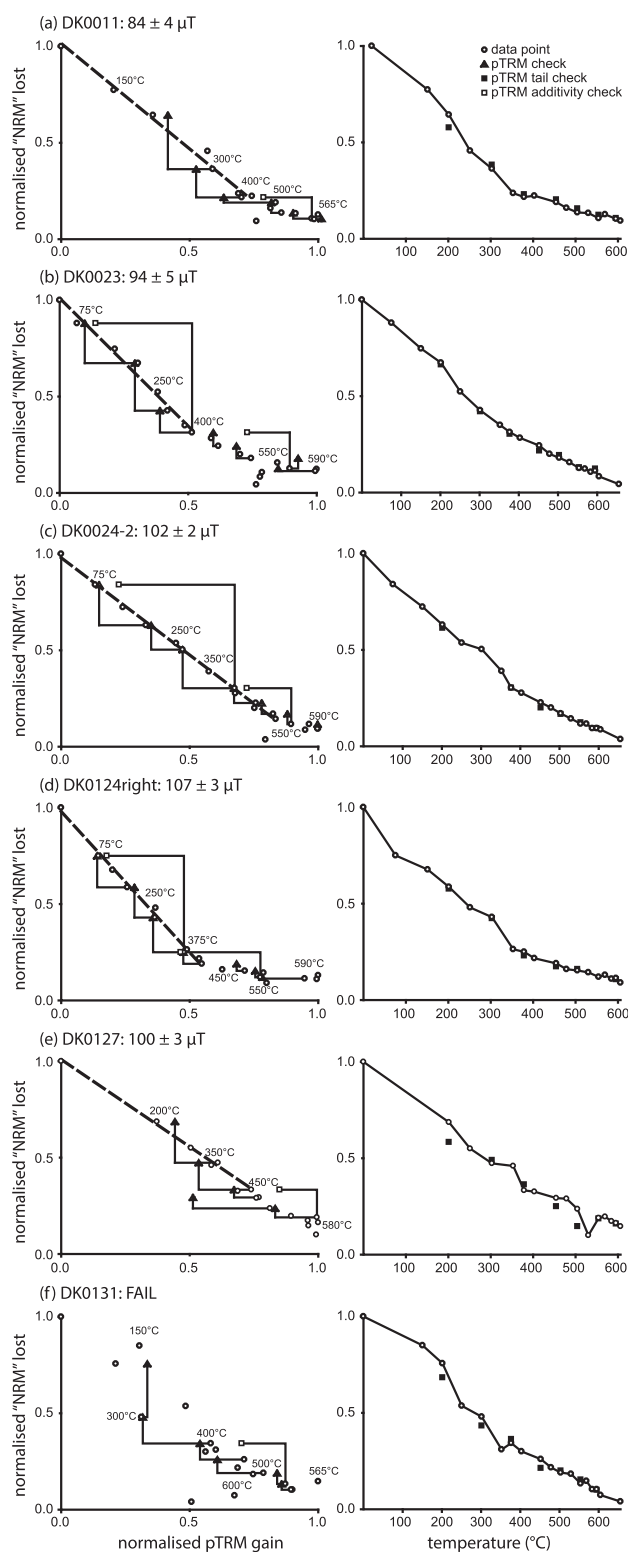 (a) DK0011: 84 ± 4 μT
normalised "NRM" lost
1.0
0.5
0.0
150°C
300°C
400°C
500°C
565°C
0.0 0.5 1.0
1.0
0.5
0.0
data point
pTRM check
pTRM tail check
pTRM additivity check
100 200 300 400 500 600
(b) DK0023: 94 ± 5 μT
normalised "NRM" lost
1.0
0.5
0.0
75°C
250°C
400°C
550°C
590°C
0.0 0.5 1.0
1.0
0.5
0.0
100 200 300 400 500 600
(c) DK0024-2: 102 ± 2 μT
normalised "NRM" lost
1.0
0.5
0.0
75°C
250°C
350°C
590°C
550°C
0.0 0.5 1.0
1.0
0.5
0.0
100 200 300 400 500 600
(d) DK0124right: 107 ± 3 μT
normalised "NRM" lost
1.0
0.5
0.0
75°C
250°C
375°C
450°C
550°C
590°C
0.0 0.5 1.0
1.0
0.5
0.0
100 200 300 400 500 600
(e) DK0127: 100 ± 3 μT
normalised "NRM" lost
1.0
0.5
0.0
200°C
350°C
450°C
580°C
0.0 0.5 1.0
1.0
0.5
0.0
100 200 300 400 500 600
(f) DK0131: FAIL
normalised "NRM" lost
1.0
0.5
0.0
150°C
300°C
400°C
500°C
565°C
600°C
0.0 0.5 1.0
normalised pTRM gain
1.0
0.5
0.0
100 200 300 400 500 600
temperature (°C)